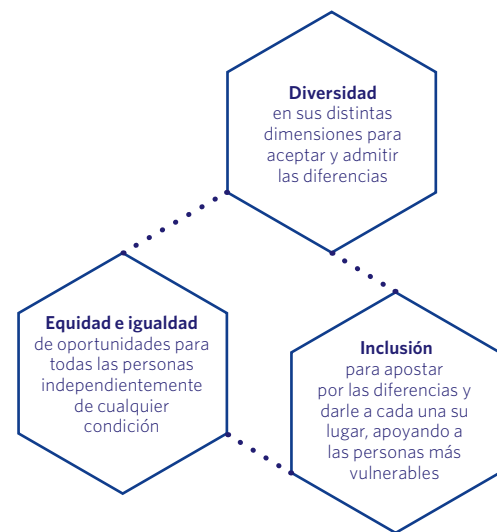 Diversidad
en sus distintas
dimensiones para
aceptar y admitir
las diferencias
Equidad e igualdad
de oportunidades para
todas las personas
independientemente
de cualquier
condición
Inclusión
para apostar
por las diferencias y
darle a cada una su
lugar, apoyando a
las personas más
vulnerables